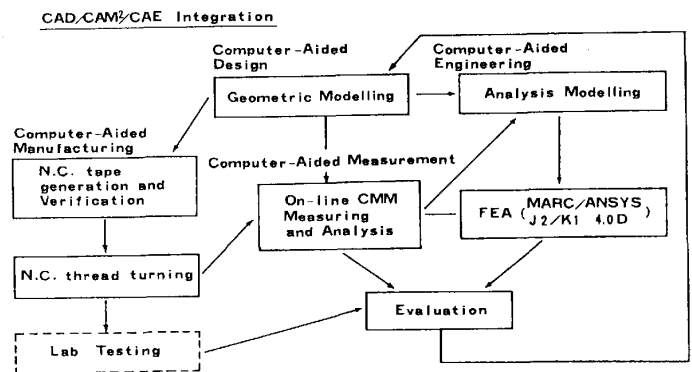 CAD/CAM²/CAE Integration
Computer-Aided
Design
Computer-Aided
Engineering
Geometric Modelling
Analysis Modelling
Computer-Aided
Manufacturing
Computer-Aided Measurement
N.C. tape
generation and
Verification
On-line CMM
Measuring
and Analysis
FEA ( MARC/ANSYS
J2/K1 4.0D )
N.C. thread turning
Evaluation
Lab Testing